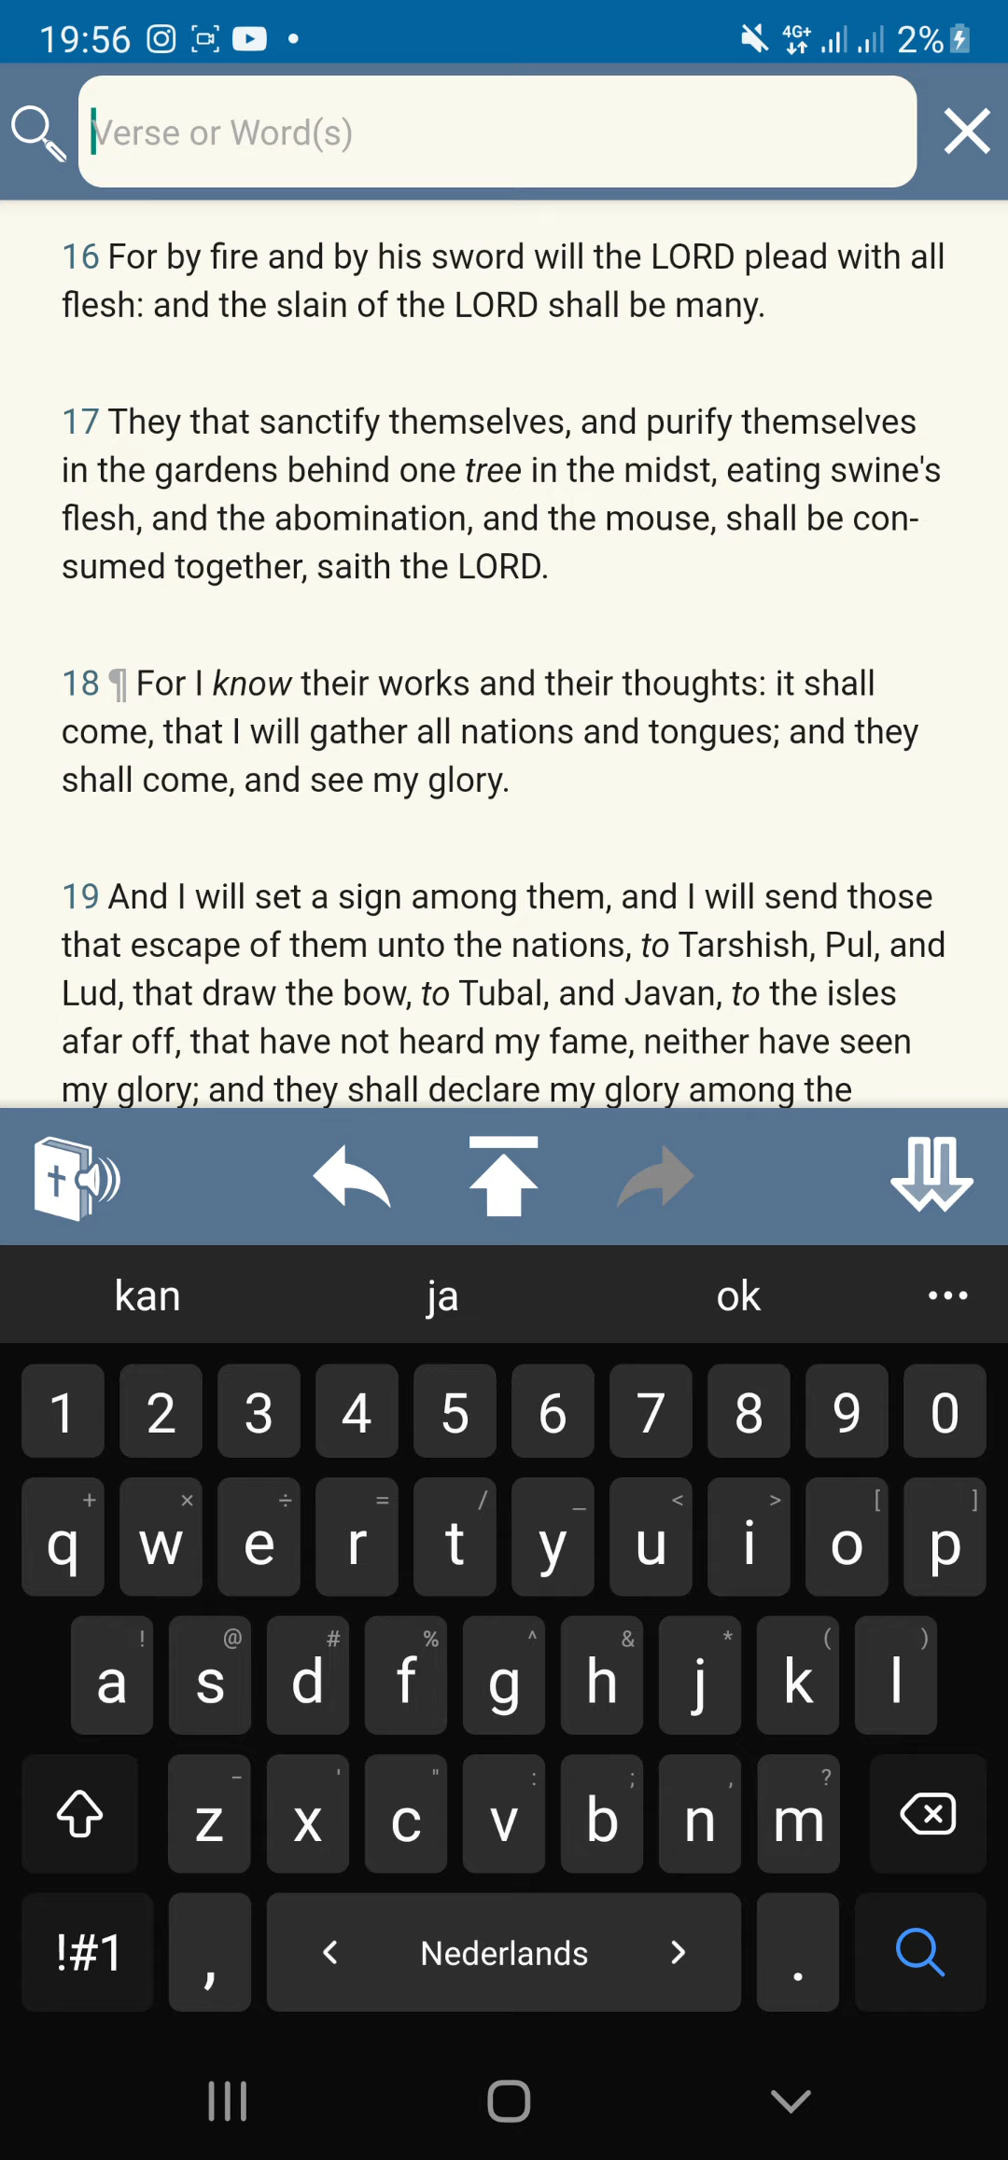 19:56 4G+ 2%
Verse or Word(s)
16 For by fire and by his sword will the LORD plead with all
flesh: and the slain of the LORD shall be many.
17 They that sanctify themselves, and purify themselves
in the gardens behind one tree in the midst, eating swine's
flesh, and the abomination, and the mouse, shall be con-
sumed together, saith the LORD.
18 ¶ For I know their works and their thoughts: it shall
come, that I will gather all nations and tongues; and they
shall come, and see my glory.
19 And I will set a sign among them, and I will send those
that escape of them unto the nations, to Tarshish, Pul, and
Lud, that draw the bow, to Tubal, and Javan, to the isles
afar off, that have not heard my fame, neither have seen
my glory; and they shall declare my glory among the
kan ja ok ...
1 2 3 4 5 6 7 8 9 0
+ × ÷ = / _ < > [ ]
q w e r t y u i o p
! @ # % ^ & * ( )
a s d f g h j k l
- ' " : ; , ?
z x c v b n m
!#1 , < Nederlands > .